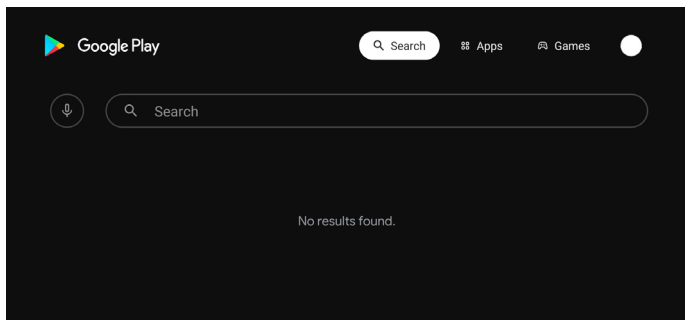 Google Play
Search
Apps
Games
Search
No results found.